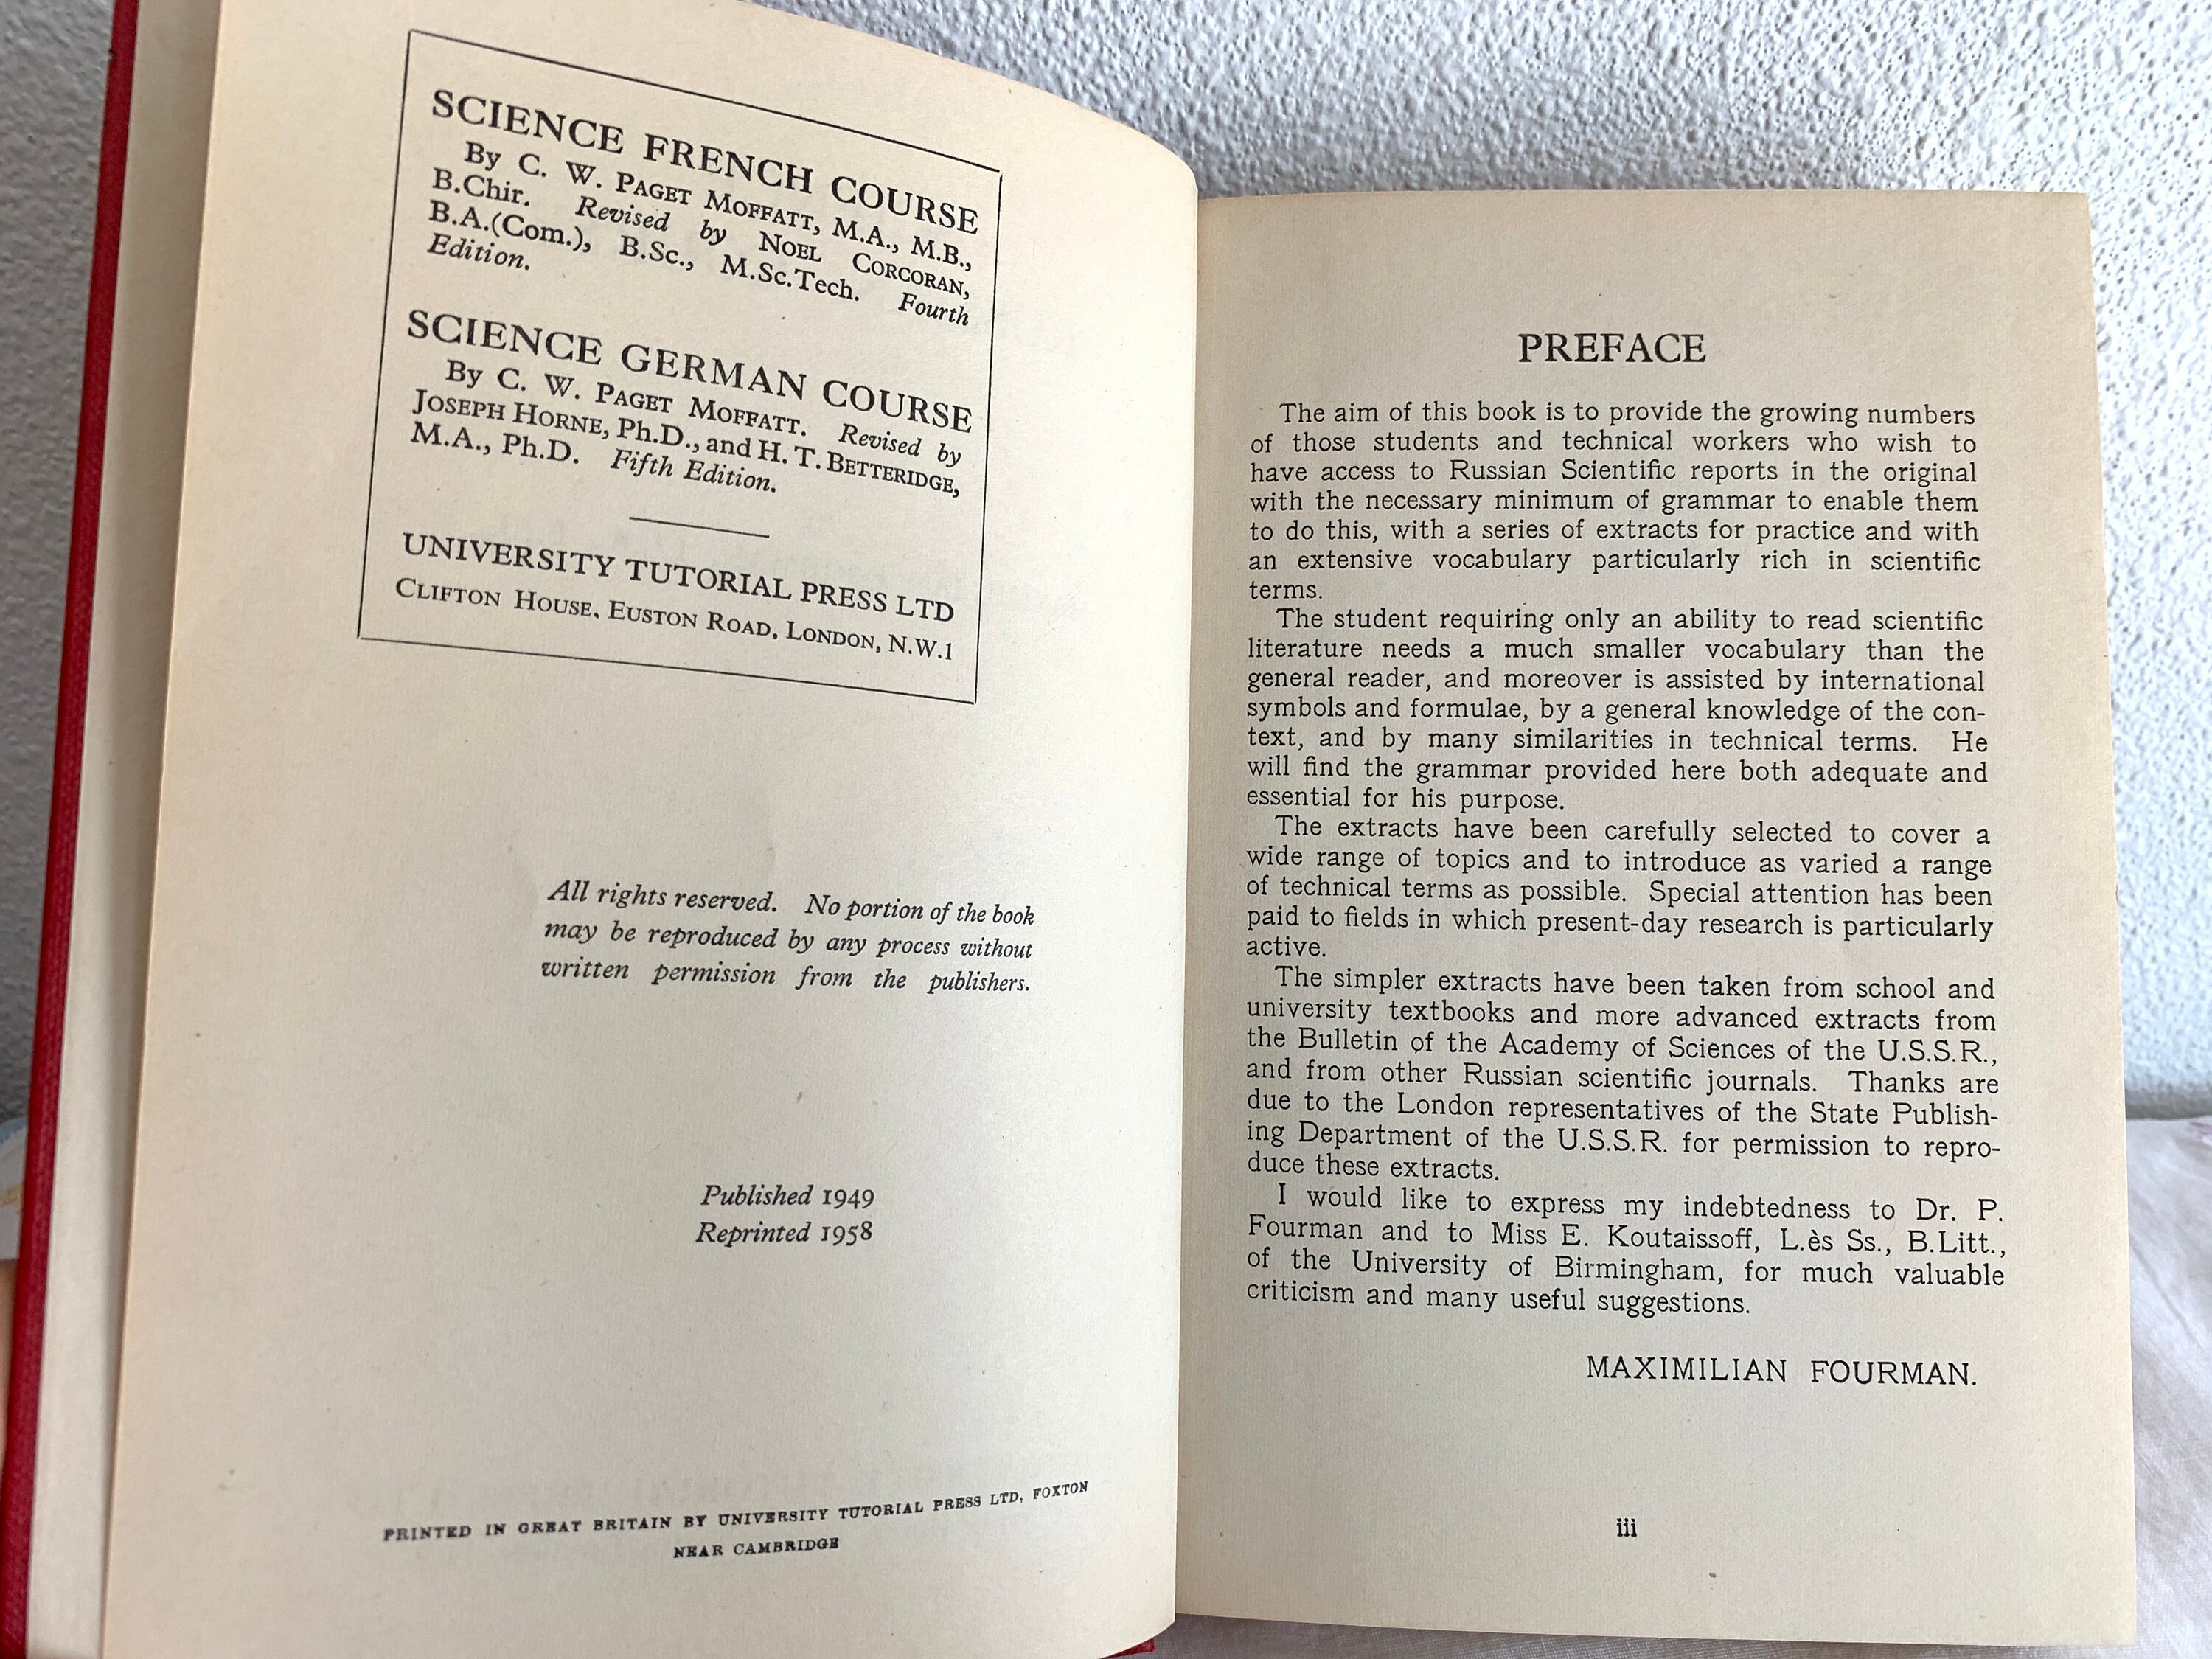 SCIENCE FRENCH COURSE
By C. W. PAGET MOFFATT, M.A., M.B.,
B.Chir. Revised by NOEL CORCORAN,
B.A.(Com.), B.Sc., M.Sc.Tech. Fourth
Edition.
SCIENCE GERMAN COURSE
By C. W. PAGET MOFFATT. Revised by
JOSEPH HORNE, Ph.D., and H. T. BETTERIDGE,
M.A., Ph.D. Fifth Edition.
UNIVERSITY TUTORIAL PRESS LTD
CLIFTON HOUSE, EUSTON ROAD, LONDON, N.W.1
All rights reserved. No portion of the book
may be reproduced by any process without
written permission from the publishers.
Published 1949
Reprinted 1958
PRINTED IN GREAT BRITAIN BY UNIVERSITY TUTORIAL PRESS LTD, FOXTON
NEAR CAMBRIDGE
PREFACE
The aim of this book is to provide the growing numbers
of those students and technical workers who wish to
have access to Russian Scientific reports in the original
with the necessary minimum of grammar to enable them
to do this, with a series of extracts for practice and with
an extensive vocabulary particularly rich in scientific
terms.
The student requiring only an ability to read scientific
literature needs a much smaller vocabulary than the
general reader, and moreover is assisted by international
symbols and formulae, by a general knowledge of the con-
text, and by many similarities in technical terms. He
will find the grammar provided here both adequate and
essential for his purpose.
The extracts have been carefully selected to cover a
wide range of topics and to introduce as varied a range
of technical terms as possible. Special attention has been
paid to fields in which present-day research is particularly
active.
The simpler extracts have been taken from school and
university textbooks and more advanced extracts from
the Bulletin of the Academy of Sciences of the U.S.S.R.,
and from other Russian scientific journals. Thanks are
due to the London representatives of the State Publish-
ing Department of the U.S.S.R. for permission to repro-
duce these extracts.
I would like to express my indebtedness to Dr. P.
Fourman and to Miss E. Koutaissoff, L.ès Ss., B.Litt.,
of the University of Birmingham, for much valuable
criticism and many useful suggestions.
MAXIMILIAN FOURMAN.
iii